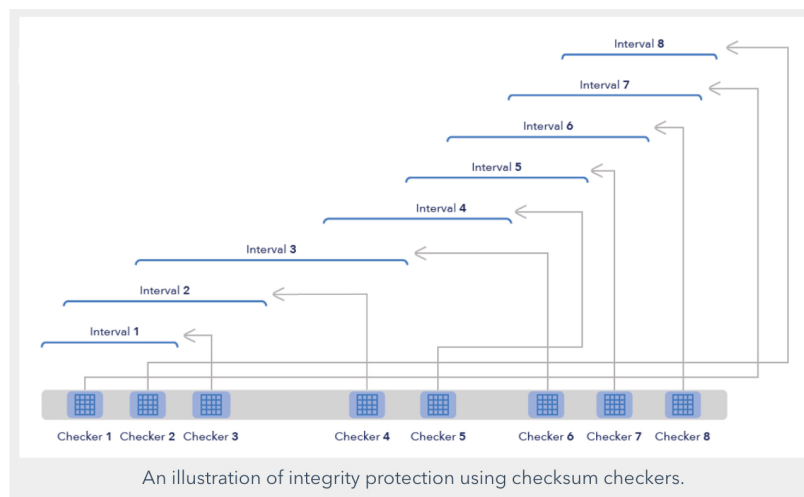 Interval 8
Interval 7
Interval 6
Interval 5
Interval 4
Interval 3
Interval 2
Interval 1
Checker 1 Checker 2 Checker 3 Checker 4 Checker 5 Checker 6 Checker 7 Checker 8
An illustration of integrity protection using checksum checkers.